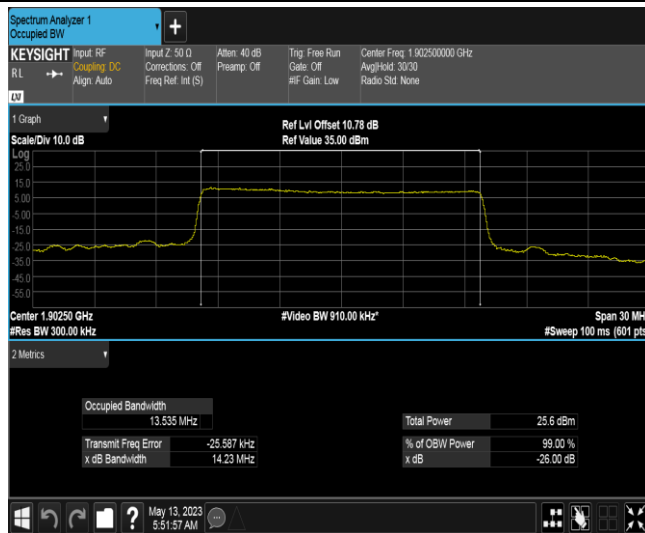 Spectrum Analyzer 1
Occupied BW
+
KEYSIGHT
RL
Input: RF
Coupling: DC
Align: Auto
Input Z: 50 Ω
Corrections: Off
Freq Ref: Int (S)
Atten: 40 dB
Preamp: Off
Trig: Free Run
Gate: Off
#IF Gain: Low
Center Freq: 1.902500000 GHz
Avg|Hold: 30/30
Radio Std: None
1 Graph
Scale/Div 10.0 dB
Ref Lvl Offset 10.78 dB
Ref Value 35.00 dBm
Log
25.0
15.0
5.00
-5.00
-15.0
-25.0
-35.0
-45.0
-55.0
Center 1.90250 GHz
#Res BW 300.00 kHz
#Video BW 910.00 kHz*
Span 30 MH
#Sweep 100 ms (601 pts
2 Metrics
Occupied Bandwidth
13.535 MHz
Total Power 25.6 dBm
Transmit Freq Error -25.587 kHz
% of OBW Power 99.00 %
x dB Bandwidth 14.23 MHz
x dB -26.00 dB
?
May 13, 2023
5:51:57 AM